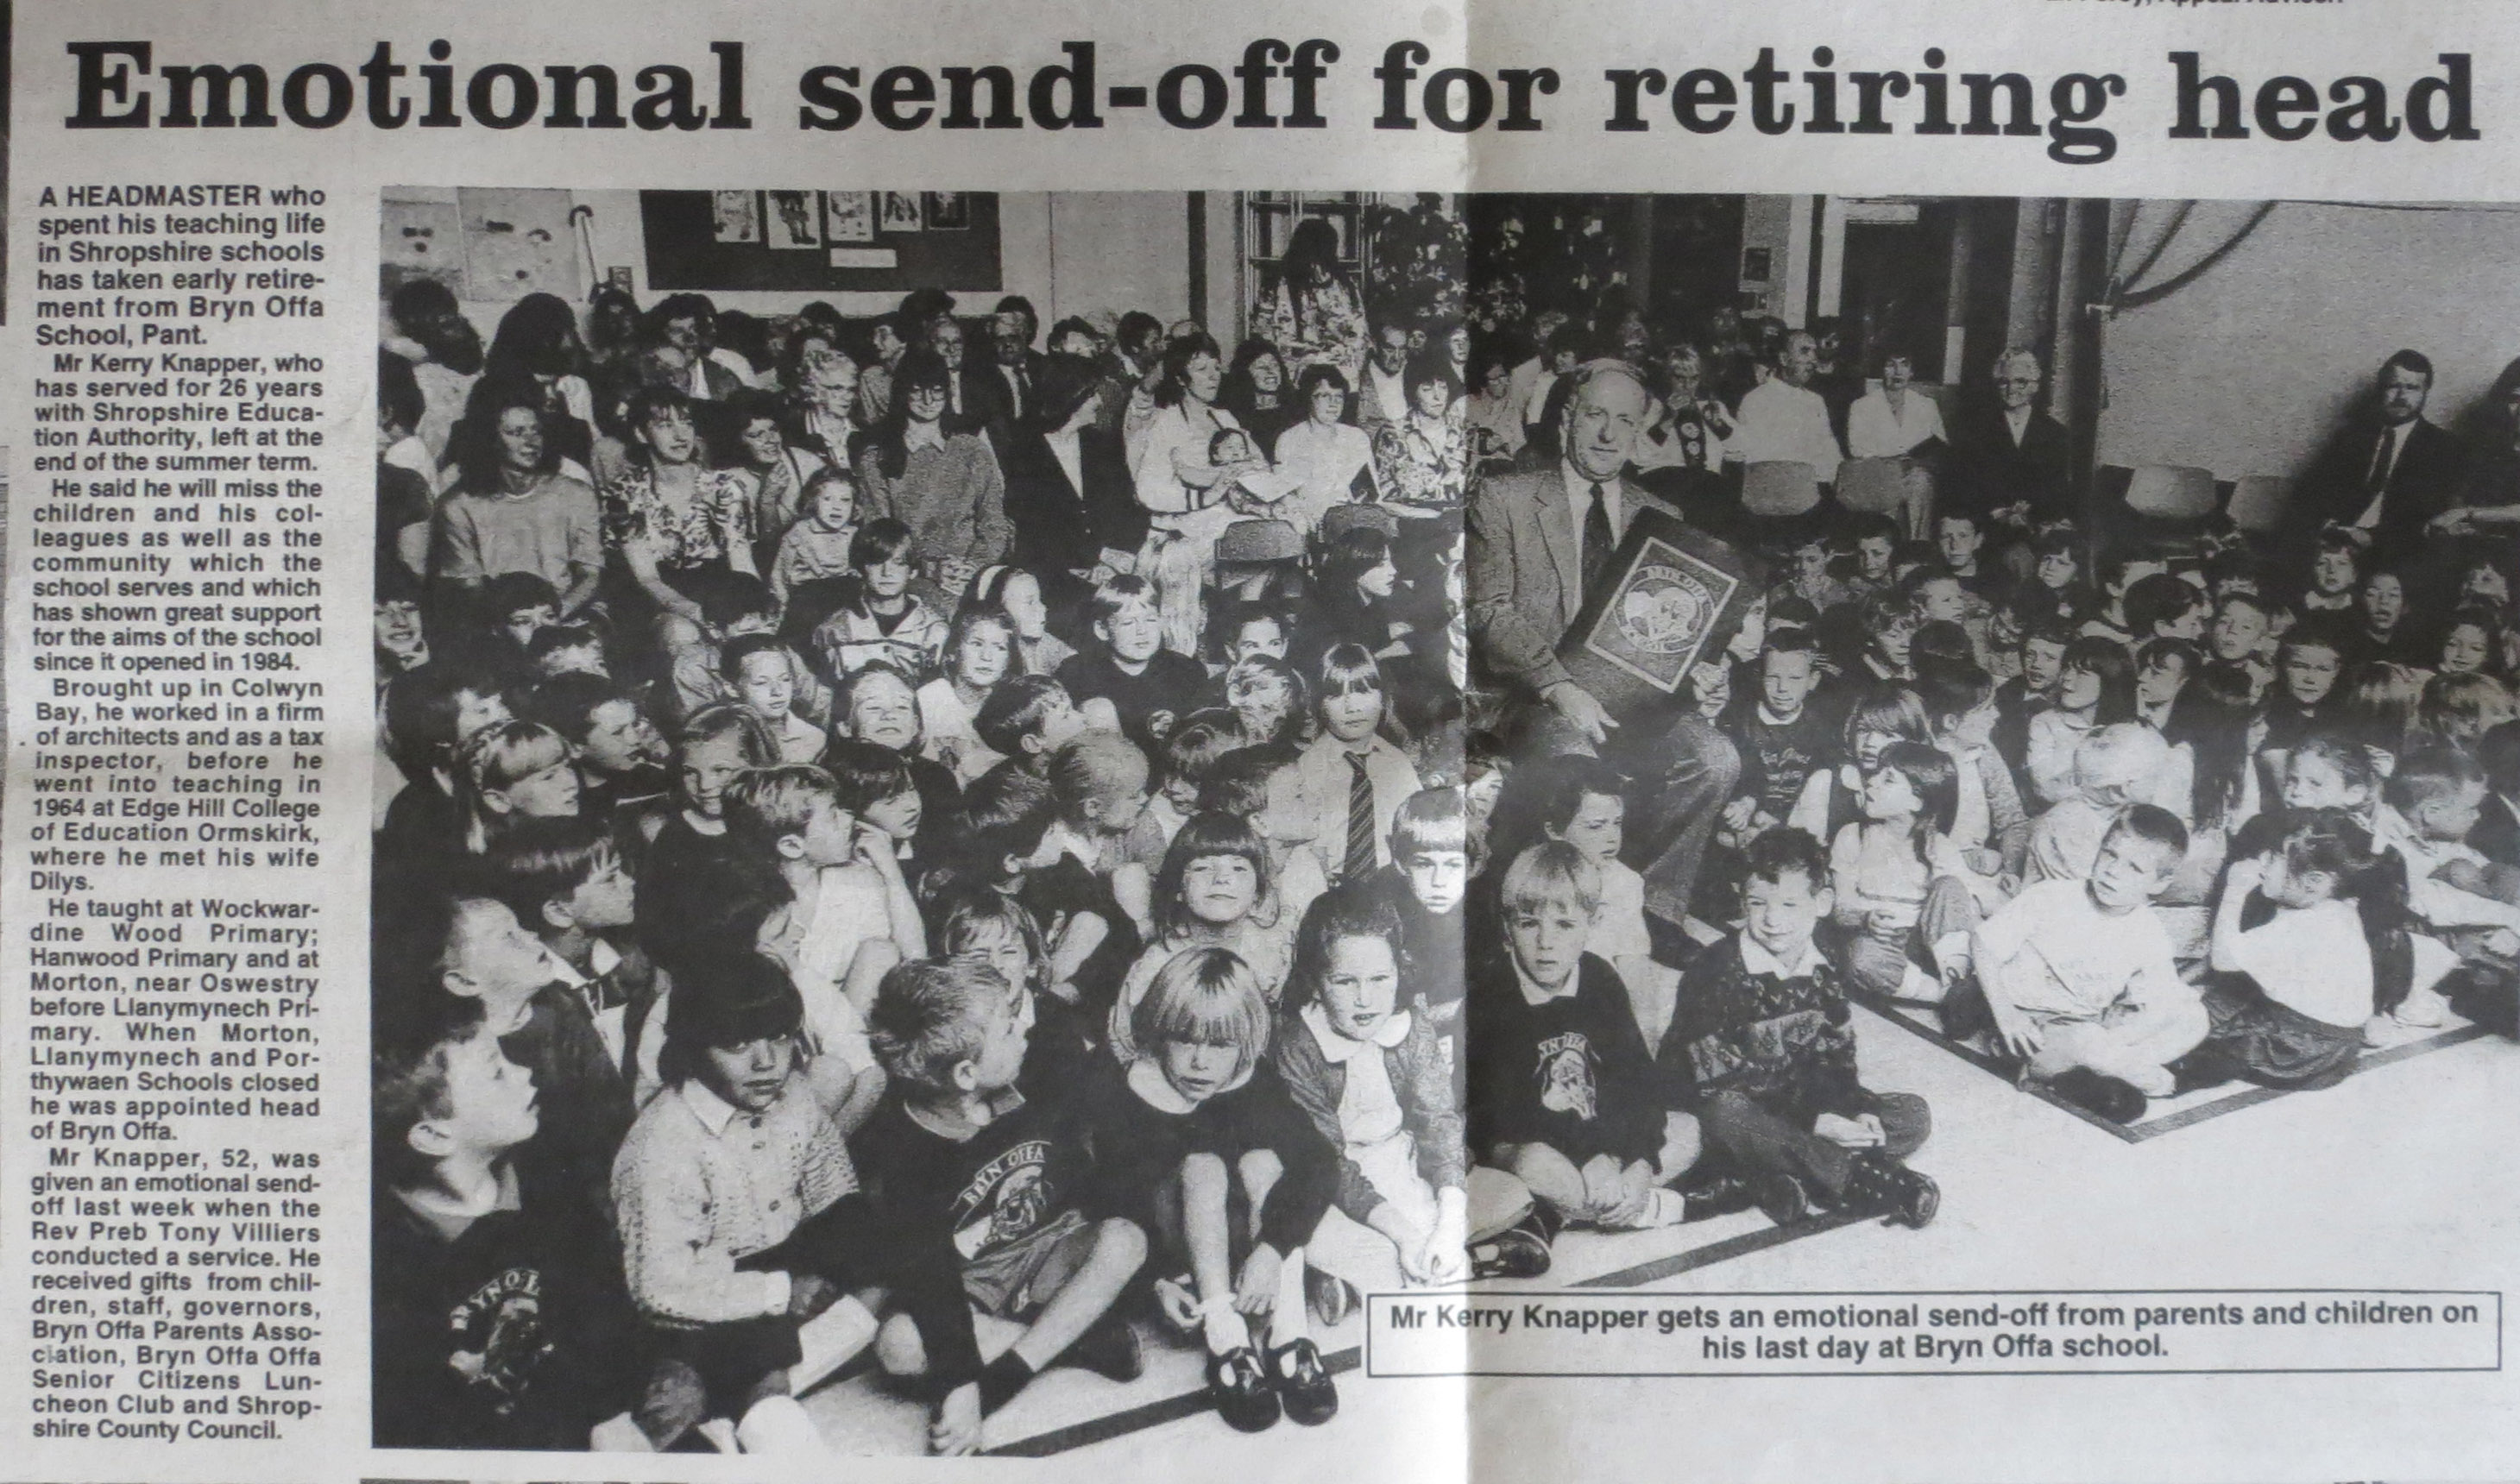 Emotional send-off for retiring head
A HEADMASTER who
spent his teaching life
in Shropshire schools
has taken early retire-
ment from Bryn Offa
School, Pant.
Mr Kerry Knapper, who
has served for 26 years
with Shropshire Educa-
tion Authority, left at the
end of the summer term.
He said he will miss the
children and his col-
leagues as well as the
community which the
school serves and which
has shown great support
for the aims of the school
since it opened in 1984.
Brought up in Colwyn
Bay, he worked in a firm
of architects and as a tax
inspector, before he
went into teaching in
1964 at Edge Hill College
of Education Ormskirk,
where he met his wife
Dilys.
He taught at Wockwar-
dine Wood Primary;
Hanwood Primary and at
Morton, near Oswestry
before Llanymynech Pri-
mary. When Morton,
Llanymynech and Por-
thywaen Schools closed
he was appointed head
of Bryn Offa.
Mr Knapper, 52, was
given an emotional send-
off last week when the
Rev Preb Tony Villiers
conducted a service. He
received gifts from chil-
dren, staff, governors,
Bryn Offa Parents Asso-
ciation, Bryn Offa Offa
Senior Citizens Lun-
cheon Club and Shrop-
shire County Council.
BRYN OFFA
Mr Kerry Knapper gets an emotional send-off from parents and children on
his last day at Bryn Offa school.